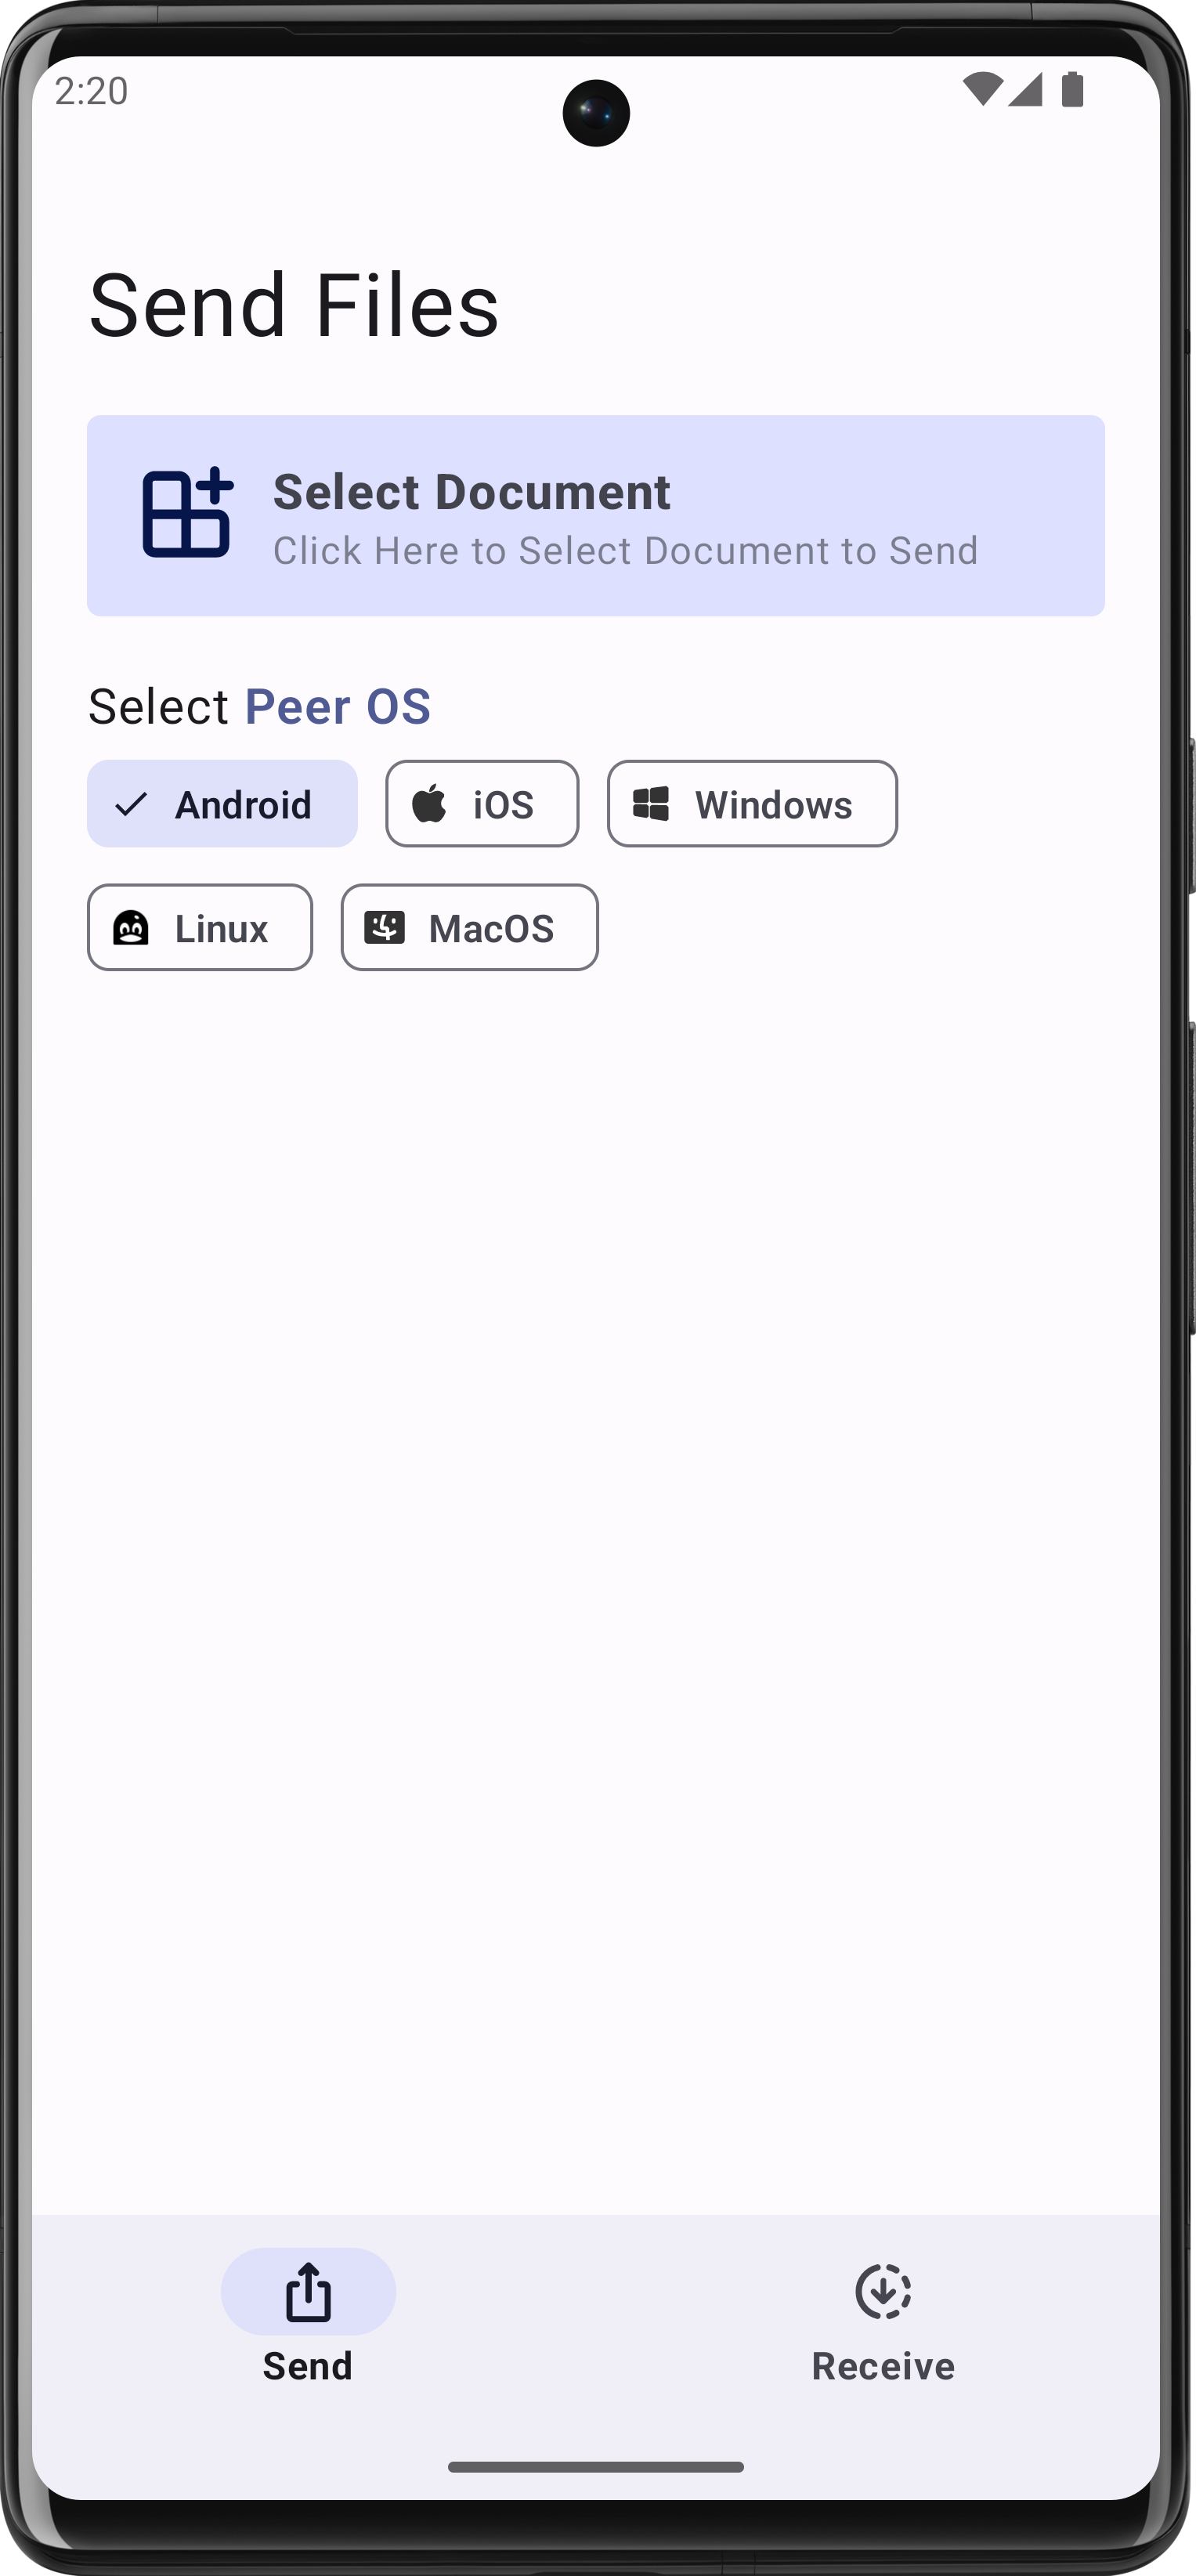 2:20
Send Files
Select Document
Click Here to Select Document to Send
Select Peer OS
Android iOS Windows
Linux MacOS
Send Receive